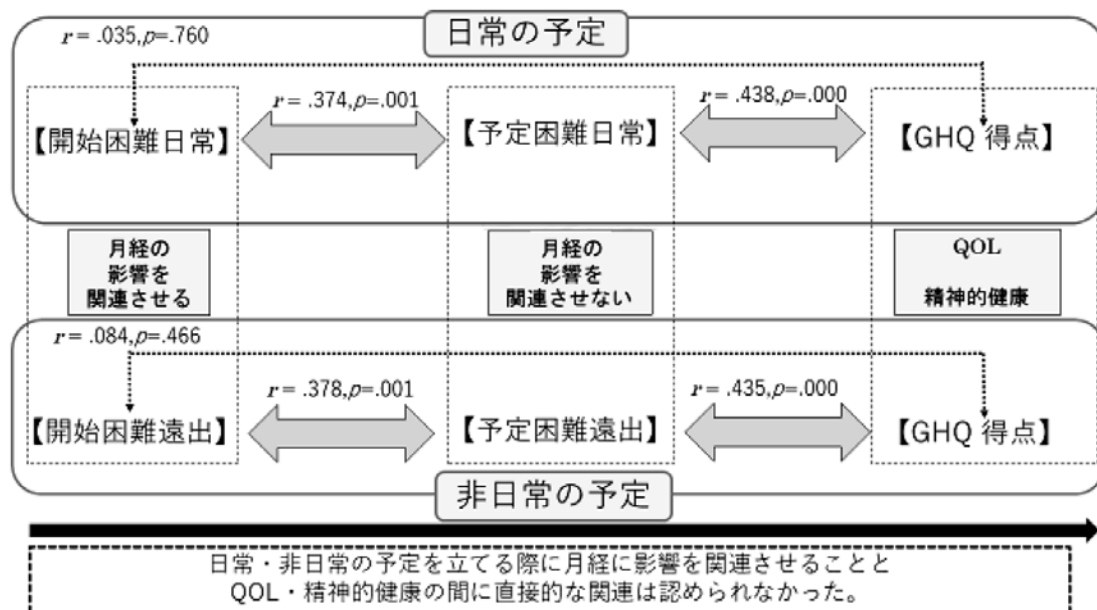 日常の予定
r = .035,p=.760
r = .374,p=.001
r = .438,p=.000
【開始困難日常】
【予定困難日常】
【GHQ 得点】
月経の
影響を
関連させる
月経の
影響を
関連させない
QOL
精神的健康
r = .084,p=.466
r = .378,p=.001
r = .435,p=.000
【開始困難遠出】
【予定困難遠出】
【GHQ 得点】
非日常の予定
日常・非日常の予定を立てる際に月経に影響を関連させることと
QOL・精神的健康の間に直接的な関連は認められなかった。